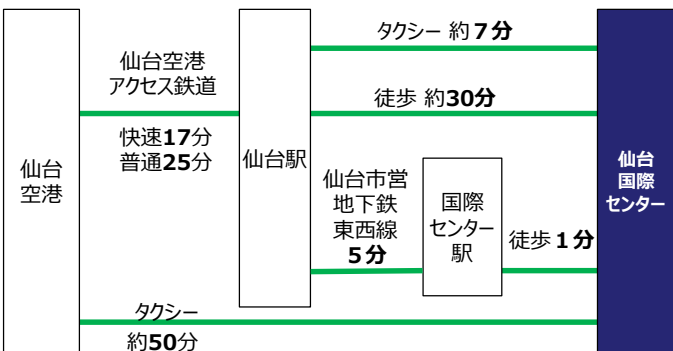 仙台
空港
仙台空港
アクセス鉄道
快速17分
普通25分
仙台駅
タクシー 約7分
徒歩 約30分
仙台市営
地下鉄
東西線
5分
国際
センター
駅
徒歩1分
タクシー
約50分
仙台
国際
センター